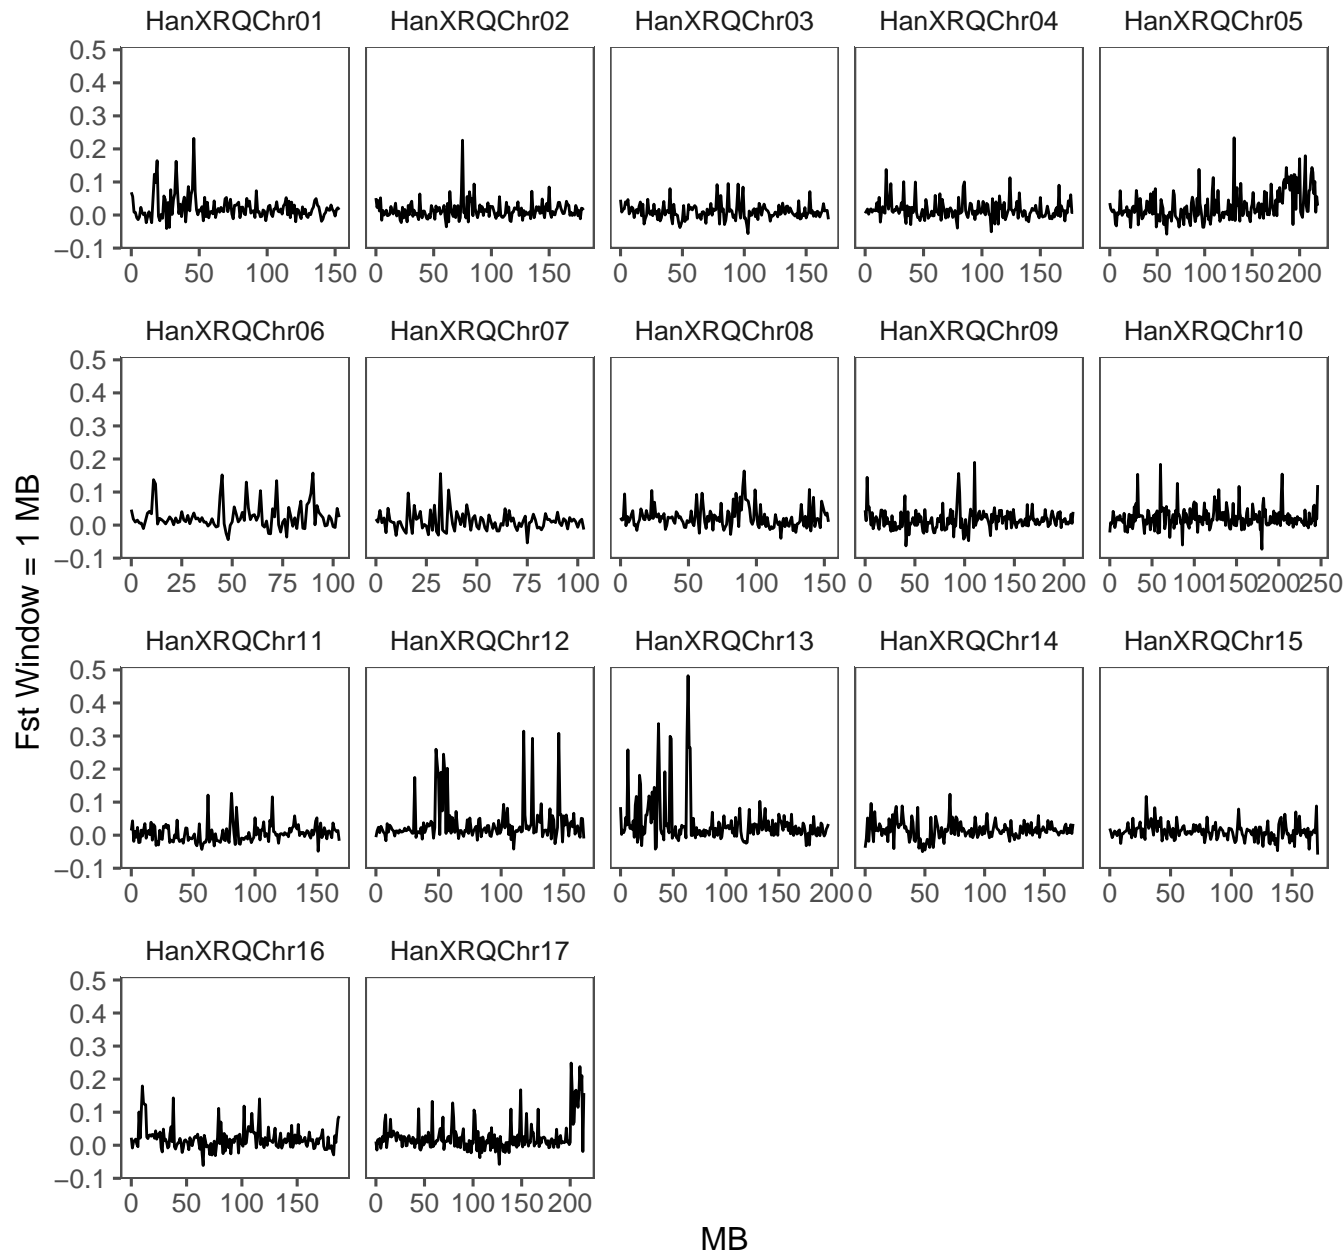 HanXRQChr01 HanXRQChr02 HanXRQChr03 HanXRQChr04 HanXRQChr05
0.5
0.4
0.3
0.2
0.1
0.0
−0.1
0 50 100 150 0 50 100 150 0 50 100 150 0 50 100 150 0 50 100 150 200
HanXRQChr06 HanXRQChr07 HanXRQChr08 HanXRQChr09 HanXRQChr10
0.5
0.4
0.3
0.2
0.1
0.0
−0.1
0 25 50 75 100 0 25 50 75 100 0 50 100 150 0 50 100 150 200 0 50 100 150 200 250
HanXRQChr11 HanXRQChr12 HanXRQChr13 HanXRQChr14 HanXRQChr15
0.5
0.4
0.3
0.2
0.1
0.0
−0.1
0 50 100 150 0 50 100 150 0 50 100 150 200 0 50 100 150 0 50 100 150
HanXRQChr16 HanXRQChr17
0.5
0.4
0.3
0.2
0.1
0.0
−0.1
0 50 100 150 0 50 100 150 200
Fst Window = 1 MB
MB